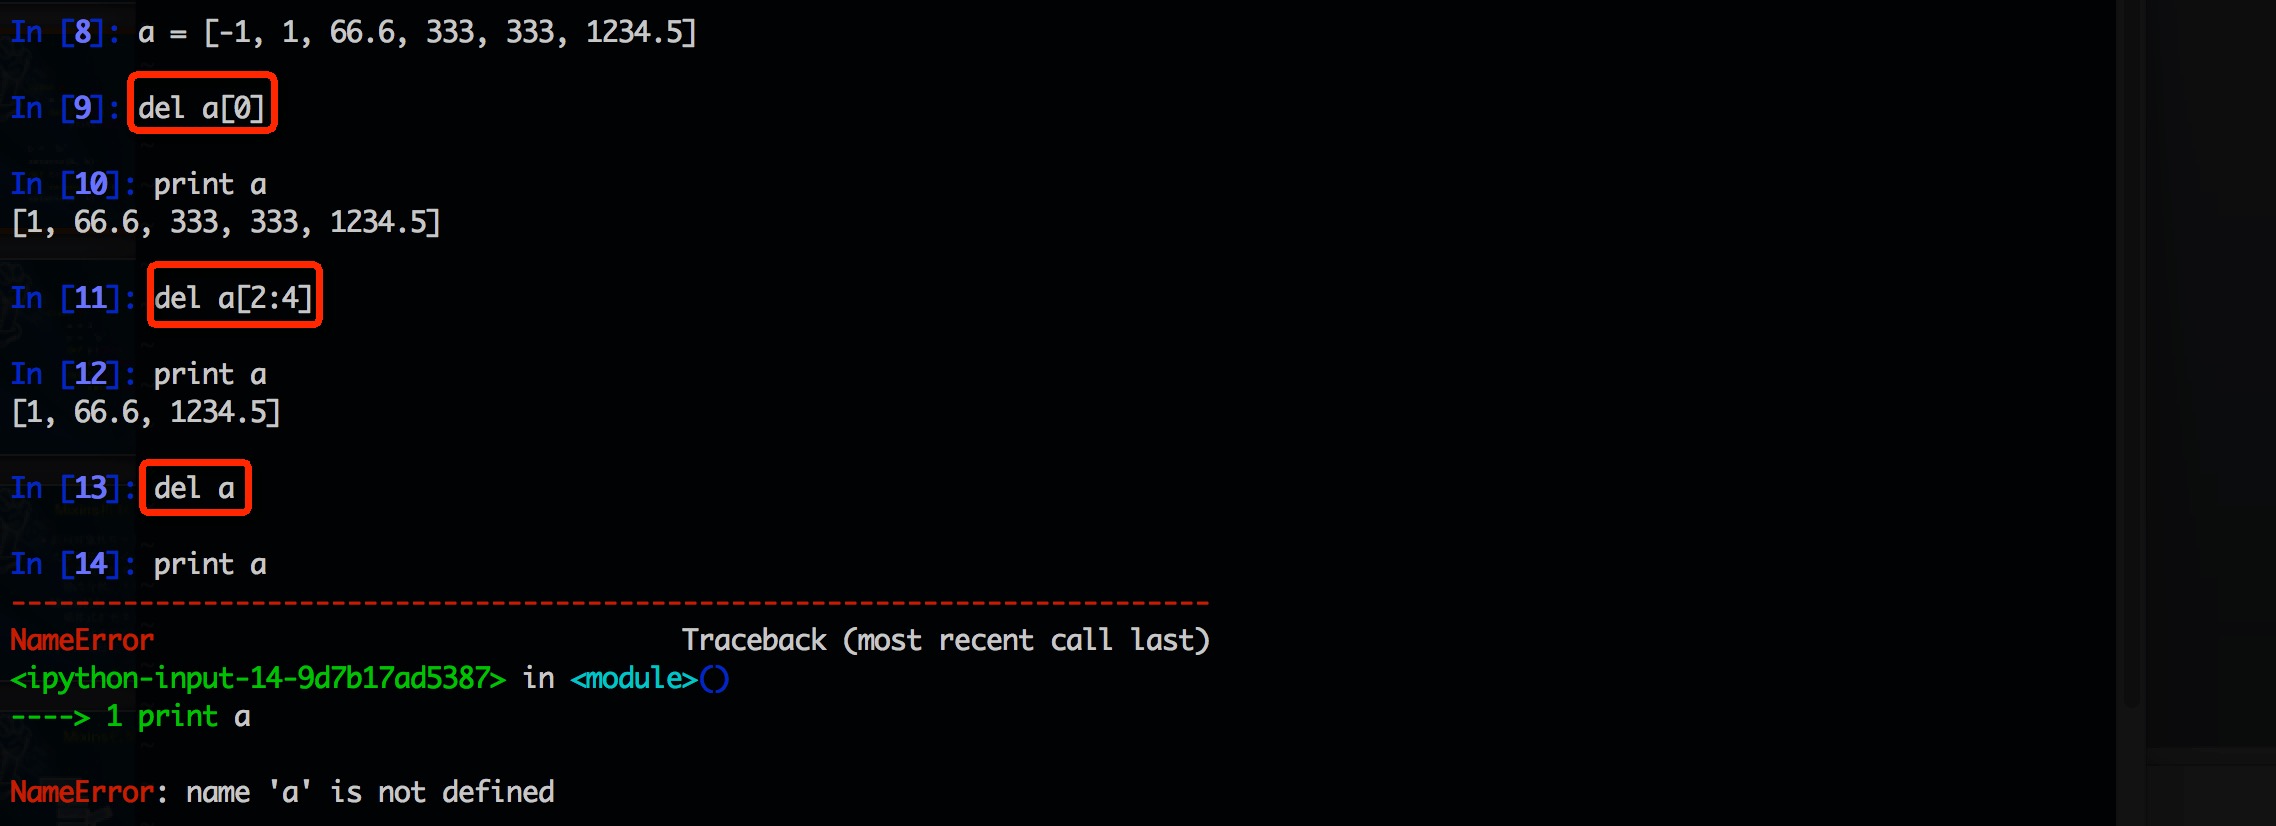 In [8]: a = [-1, 1, 66.6, 333, 333, 1234.5]
In [9]: del a[0]
In [10]: print a
[1, 66.6, 333, 333, 1234.5]
In [11]: del a[2:4]
In [12]: print a
[1, 66.6, 1234.5]
In [13]: del a
In [14]: print a
---------------------------------------------------------------------------
NameError                                 Traceback (most recent call last)
<ipython-input-14-9d7b17ad5387> in <module>()
----> 1 print a
NameError: name 'a' is not defined